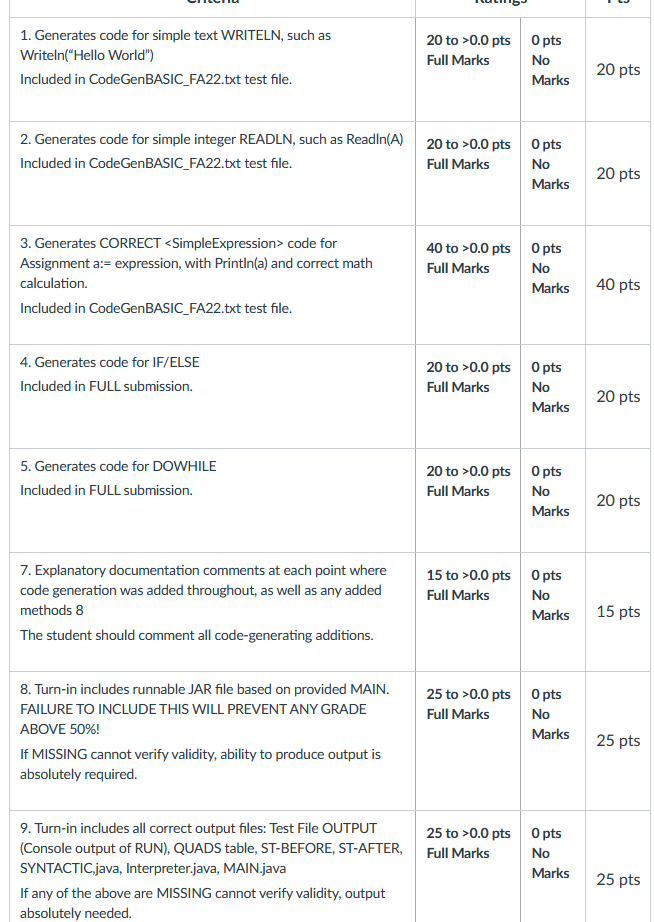 Criteria Ratings Pts
1. Generates code for simple text WRITELN, such as
Writeln(“Hello World”)
Included in CodeGenBASIC_FA22.txt test file.
20 to >0.0 pts
Full Marks
0 pts
No
Marks
20 pts
2. Generates code for simple integer READLN, such as Readln(A)
Included in CodeGenBASIC_FA22.txt test file.
20 to >0.0 pts
Full Marks
0 pts
No
Marks
20 pts
3. Generates CORRECT <SimpleExpression> code for
Assignment a:= expression, with Println(a) and correct math
calculation.
Included in CodeGenBASIC_FA22.txt test file.
40 to >0.0 pts
Full Marks
0 pts
No
Marks
40 pts
4. Generates code for IF/ELSE
Included in FULL submission.
20 to >0.0 pts
Full Marks
0 pts
No
Marks
20 pts
5. Generates code for DOWHILE
Included in FULL submission.
20 to >0.0 pts
Full Marks
0 pts
No
Marks
20 pts
7. Explanatory documentation comments at each point where
code generation was added throughout, as well as any added
methods 8
The student should comment all code-generating additions.
15 to >0.0 pts
Full Marks
0 pts
No
Marks
15 pts
8. Turn-in includes runnable JAR file based on provided MAIN.
FAILURE TO INCLUDE THIS WILL PREVENT ANY GRADE
ABOVE 50%!
If MISSING cannot verify validity, ability to produce output is
absolutely required.
25 to >0.0 pts
Full Marks
0 pts
No
Marks
25 pts
9. Turn-in includes all correct output files: Test File OUTPUT
(Console output of RUN), QUADS table, ST-BEFORE, ST-AFTER,
SYNTACTIC,java, Interpreter.java, MAIN.java
If any of the above are MISSING cannot verify validity, output
absolutely needed.
25 to >0.0 pts
Full Marks
0 pts
No
Marks
25 pts